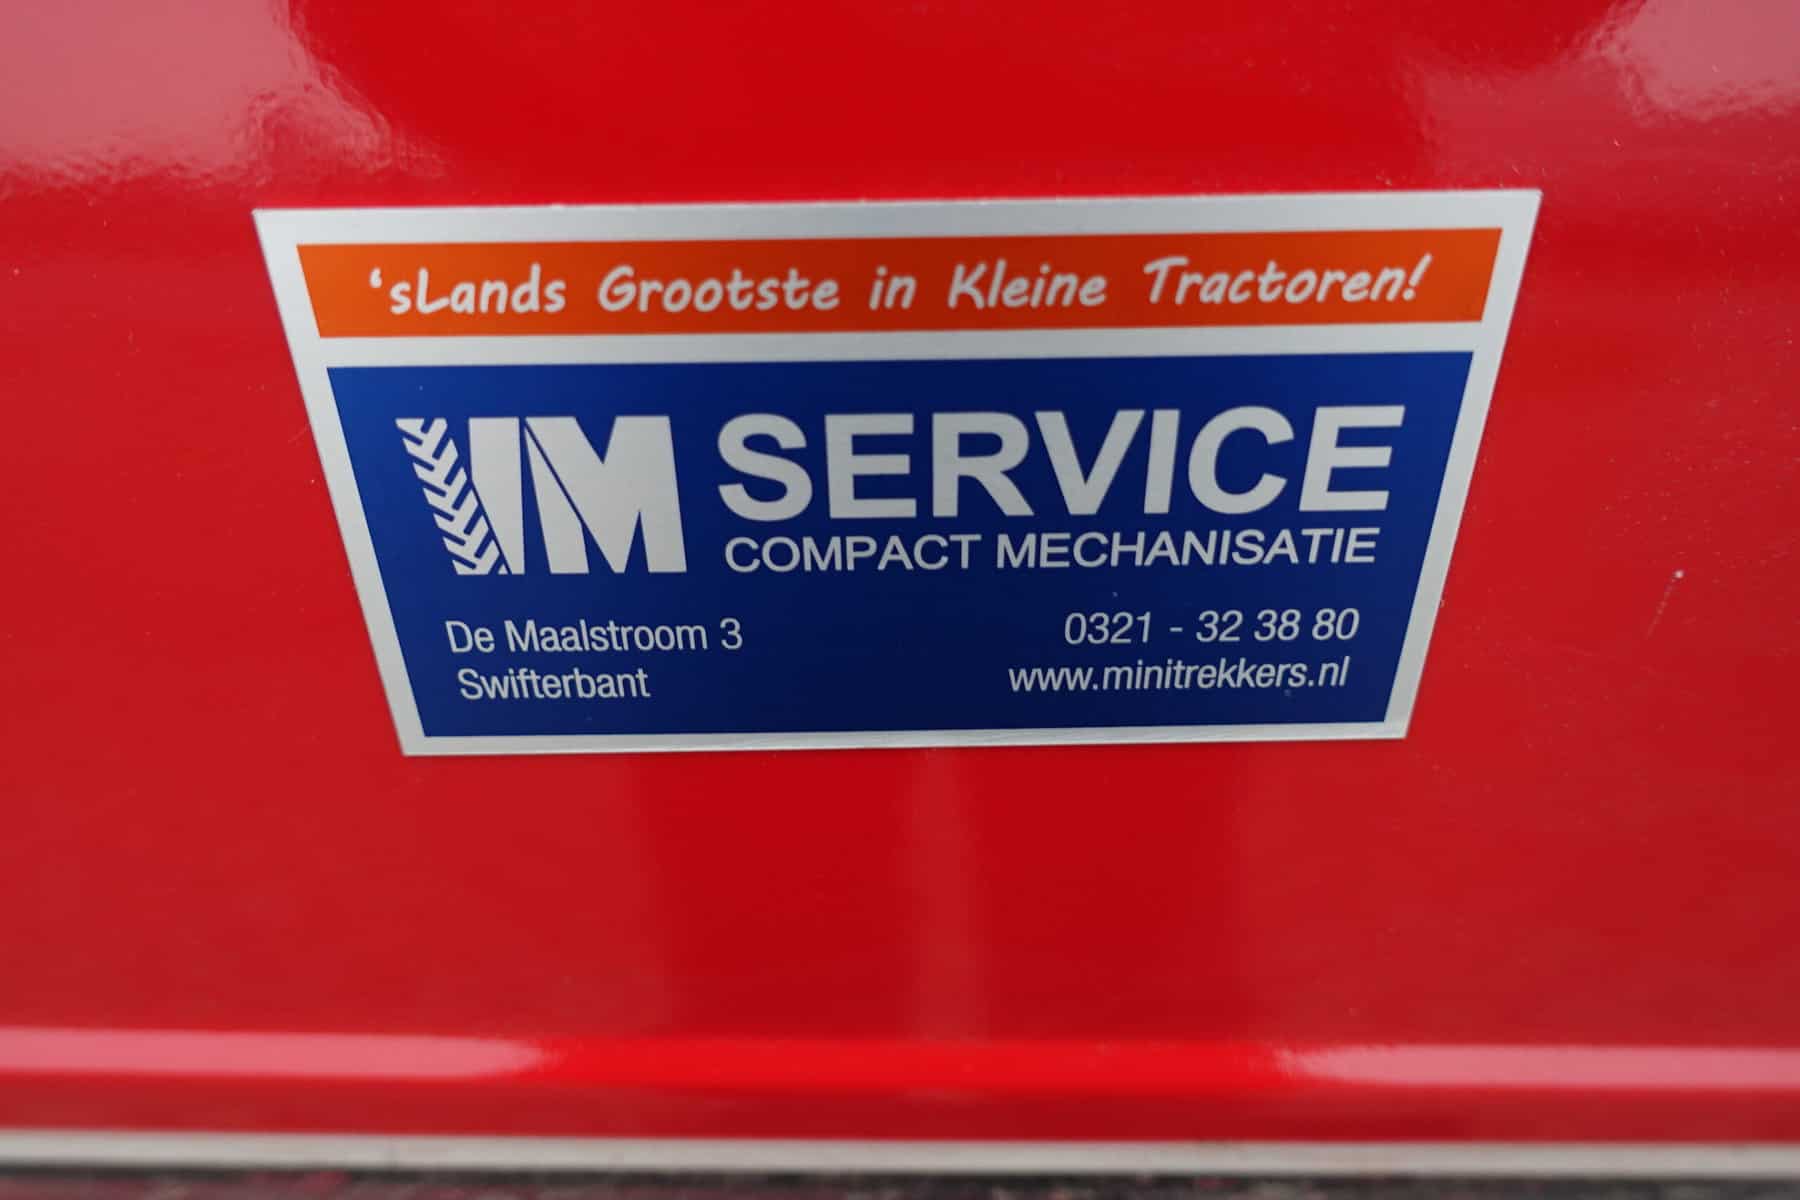 ‘sLands Grootste in Kleine Tractoren!
IM SERVICE
COMPACT MECHANISATIE
De Maalstroom 3
Swifterbant
0321 - 32 38 80
www.minitrekkers.nl